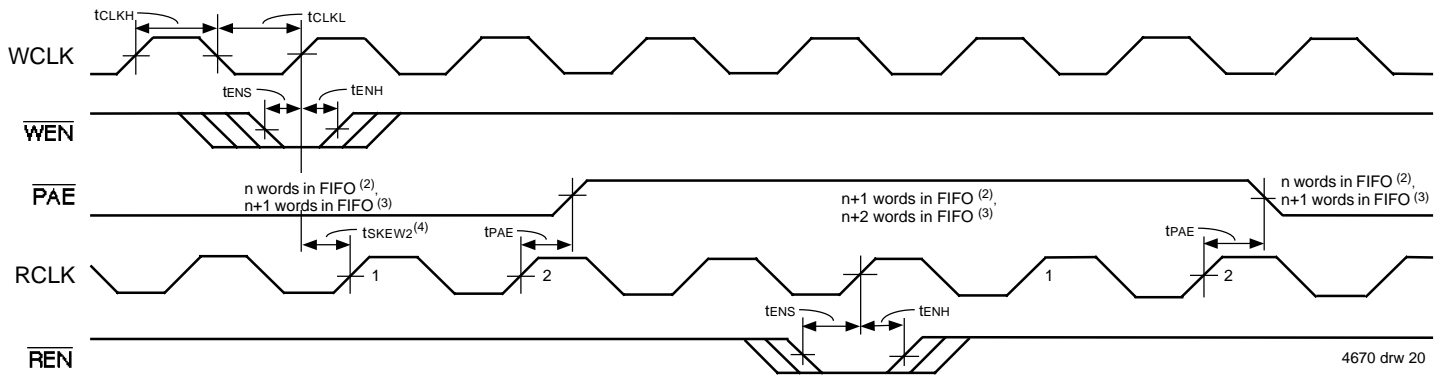 tCLKH
tCLKL
WCLK
tENS
tENH
WEN
n words in FIFO (2),
n+1 words in FIFO (3)
PAE
n+1 words in FIFO (2),
n+2 words in FIFO (3)
n words in FIFO (2),
n+1 words in FIFO (3)
tSKEW2(4)
tPAE
tPAE
RCLK
1
2
1
2
tENS
tENH
REN
4670 drw 20